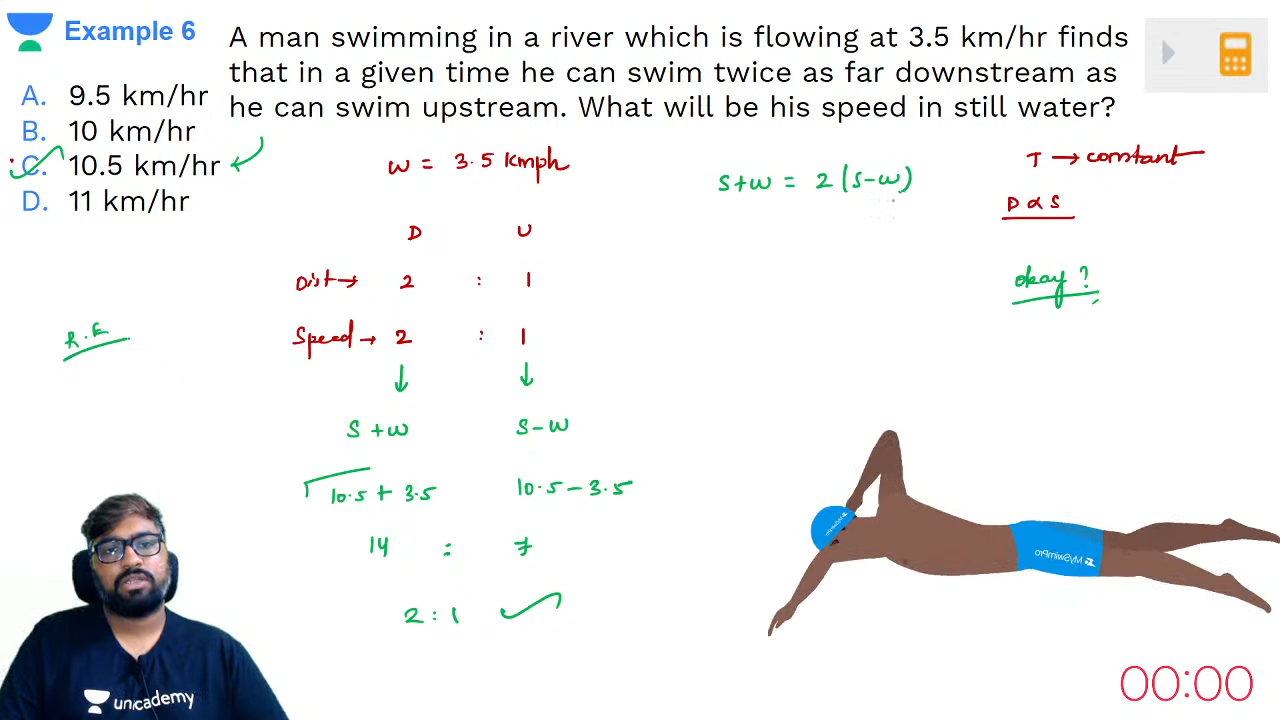 Example 6
A man swimming in a river which is flowing at 3.5 km/hr finds
that in a given time he can swim twice as far downstream as
he can swim upstream. What will be his speed in still water?
A. 9.5 km/hr
B. 10 km/hr
C. 10.5 km/hr
D. 11 km/hr
w = 3.5 Kmph
D U
Dist → 2 : 1
Speed → 2 : 1
S+w S-w
10.5 + 3.5 10.5 - 3.5
14 : 7
2 : 1
R.E
S+w = 2(S-w)
T → constant
D α S
okay ?
MySwimPro
unacademy
00:00